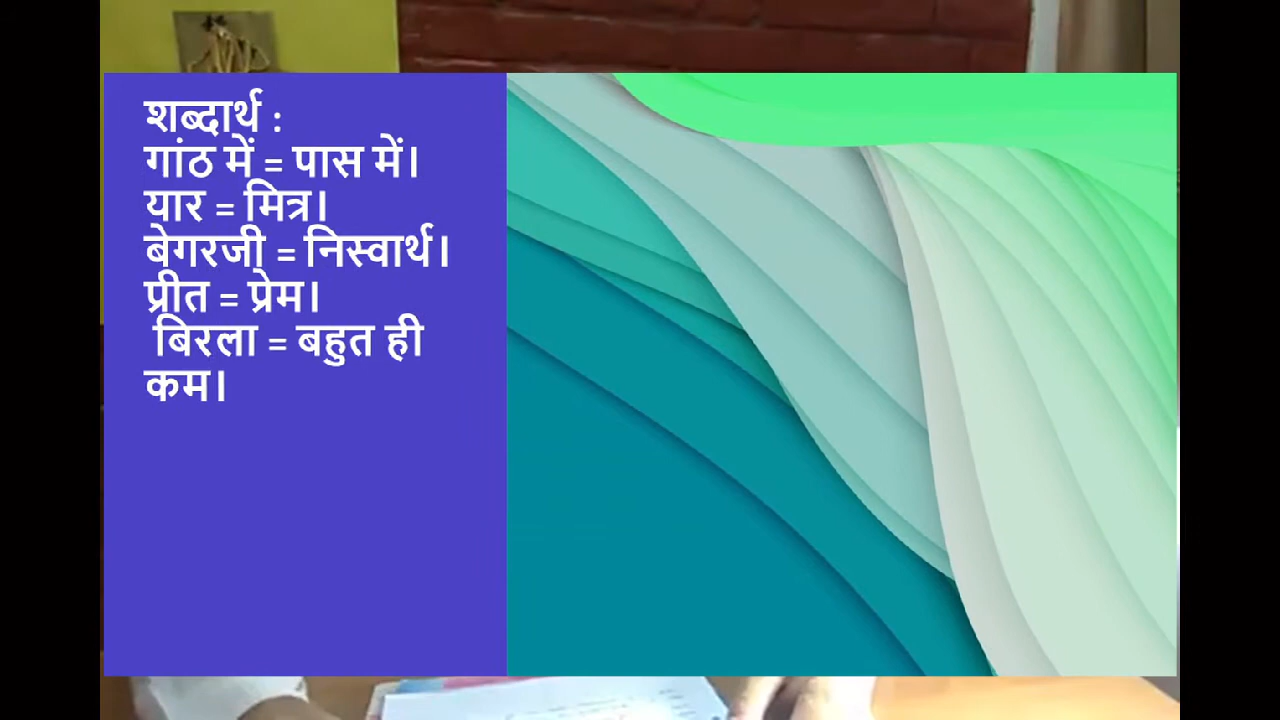 शब्दार्थ :
गांठ में = पास में।
यार = मित्र।
बेगरजी = निस्वार्थ।
प्रीत = प्रेम।
बिरला = बहुत ही
कम।